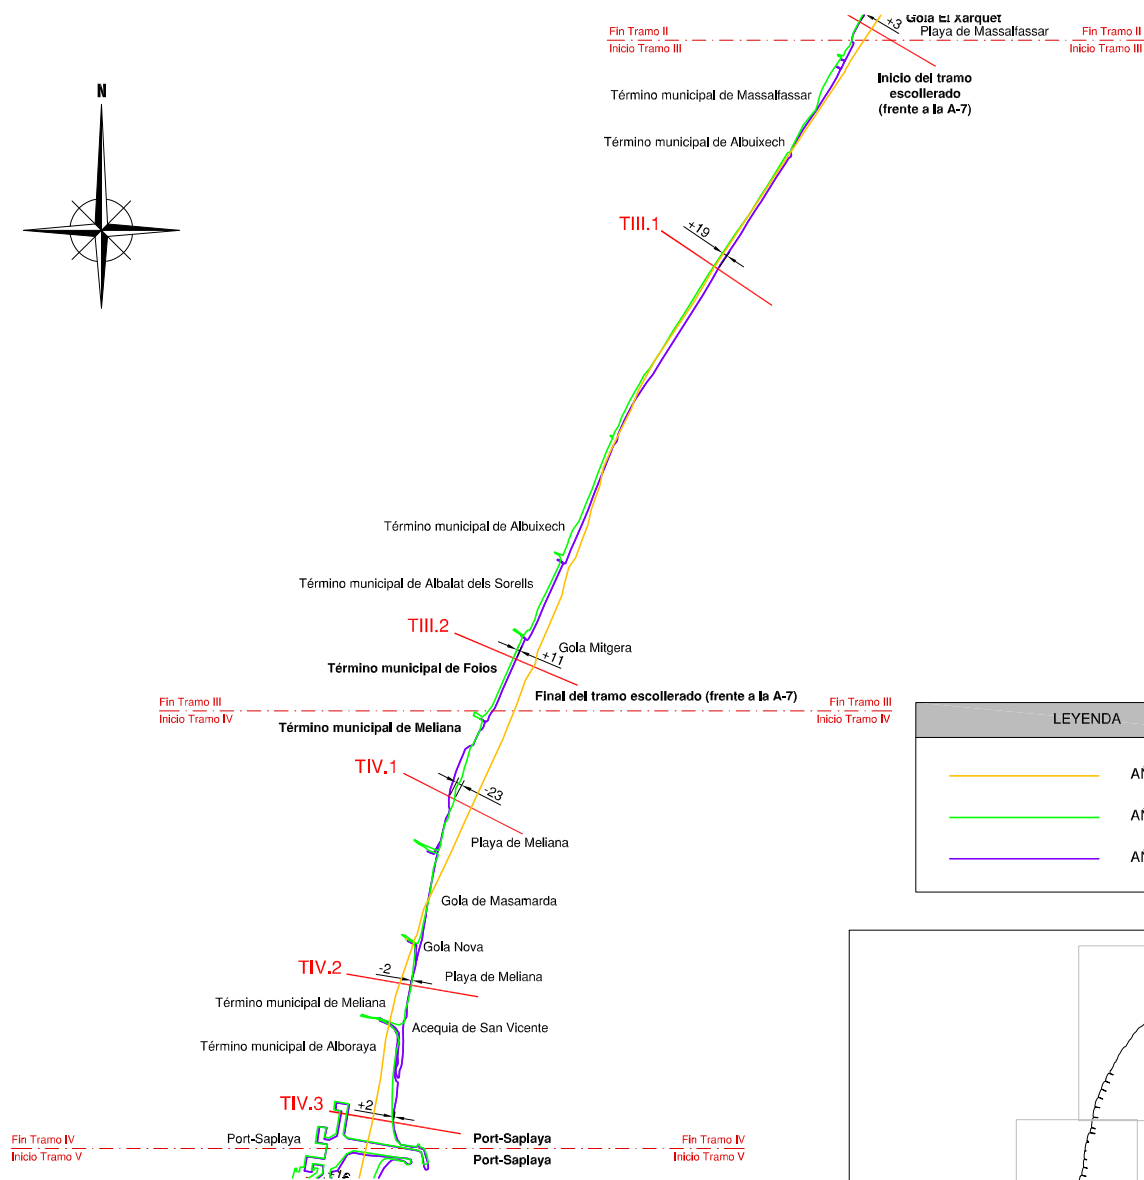 Gola El Xarquet
+3
Playa de Massalfassar
Fin Tramo II
Inicio Tramo III
Fin Tramo II
Inicio Tramo III
Inicio del tramo
escollerado
(frente a la A-7)
N
Término municipal de Massalfassar
Término municipal de Albuixech
TIII.1
+19
Término municipal de Albuixech
Término municipal de Albalat dels Sorells
TIII.2
Gola Mitgera
+11
Término municipal de Foios
Final del tramo escollerado (frente a la A-7)
Fin Tramo III
Inicio Tramo IV
Fin Tramo III
Inicio Tramo IV
Término municipal de Meliana
LEYENDA
TIV.1
-23
Playa de Meliana
Gola de Masamarda
Gola Nova
TIV.2
-2
Playa de Meliana
Término municipal de Meliana
Acequia de San Vicente
Término municipal de Alboraya
TIV.3
+2
Port-Saplaya
Port-Saplaya
Port-Saplaya
Fin Tramo IV
Inicio Tramo V
Fin Tramo IV
Inicio Tramo V